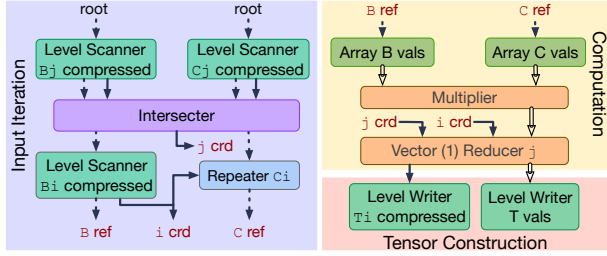 root
root
Level Scanner
Bj compressed
Level Scanner
Cj compressed
Intersecter
j crd
Level Scanner
Bi compressed
Repeater Ci
B ref
i crd
C ref
Input Iteration
B ref
C ref
Array B vals
Array C vals
Multiplier
j crd
i crd
Vector (1) Reducer j
Computation
Level Writer
Ti compressed
Level Writer
T vals
Tensor Construction